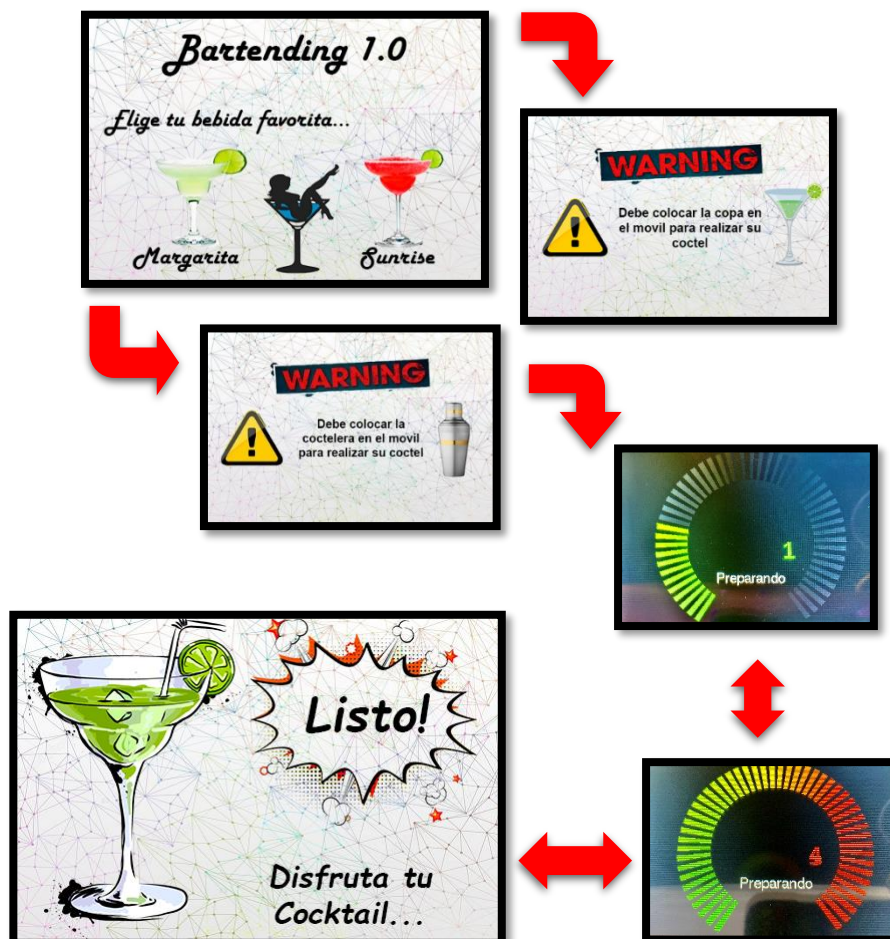 Bartending 1.0
Elige tu bebida favorita...
Margarita
Sunrise
WARNING
Debe colocar la copa en
el movil para realizar su
coctel
WARNING
Debe colocar la
coctelera en el movil
para realizar su coctel
1
Preparando
4
Preparando
Listo!
Disfruta tu
Cocktail...